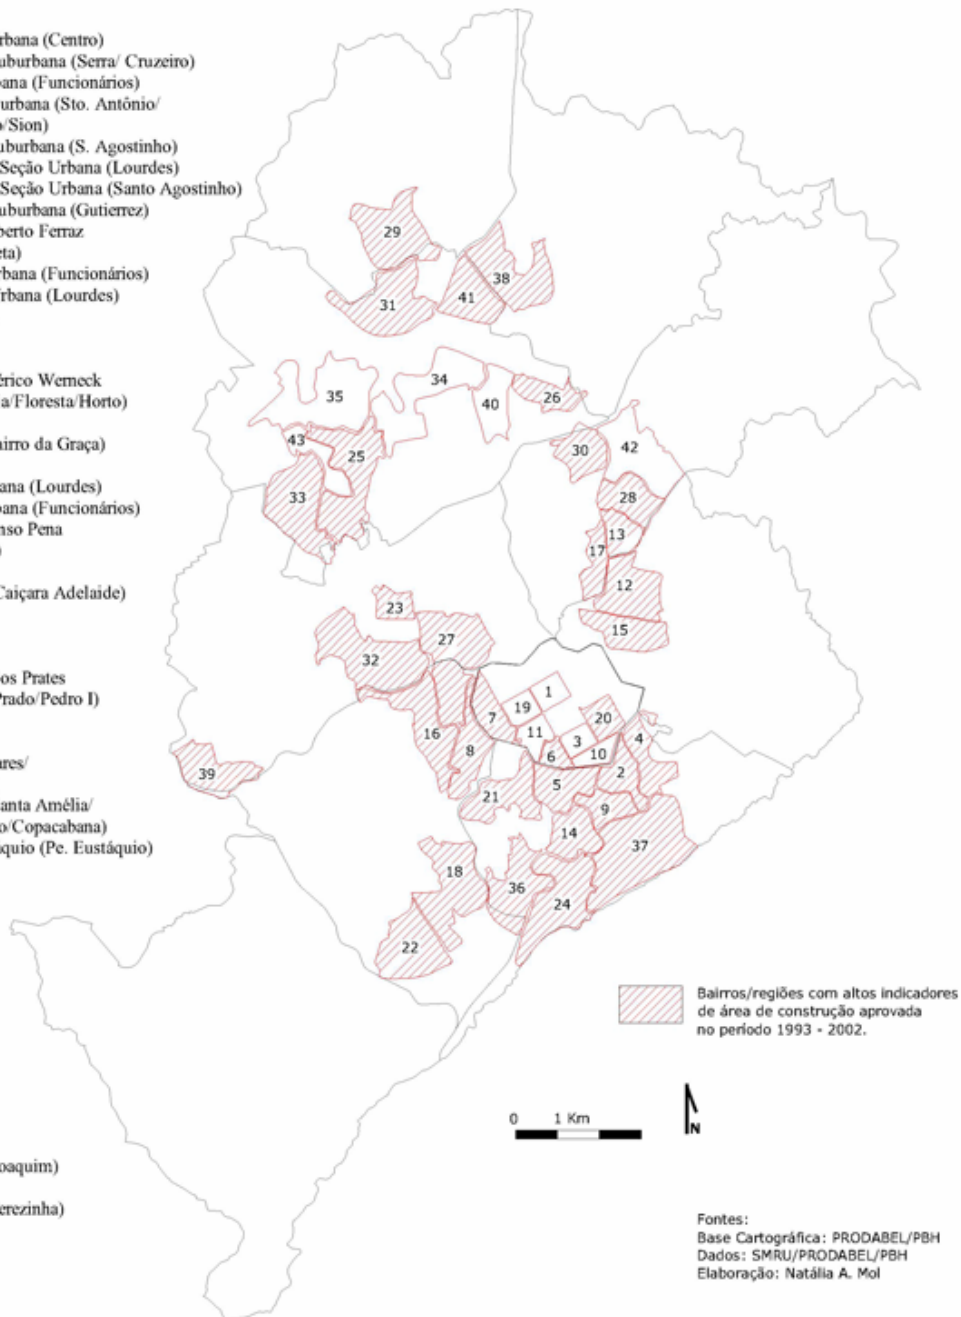 rbana (Centro)
uburbana (Serra/ Cruzeiro)
bana (Funcionários)
urbana (Sto. Antônio/
o/Sion)
uburbana (S. Agostinho)
Seção Urbana (Lourdes)
Seção Urbana (Santo Agostinho)
uburbana (Gutierrez)
berto Ferraz
eta)
rbana (Funcionários)
Urbana (Lourdes)
érico Werneck
a/Floresta/Horto)
airro da Graça)
ana (Lourdes)
bana (Funcionários)
nso Pena
)
Caiçara Adelaide)
os Prates
Prado/Pedro I)
ares/
anta Amélia/
o/Copacabana)
quio (Pe. Eustáquio)
oaquim)
erezinha)
29
38
41
31
34
35
40
26
43
25
30
42
33
28
13
17
12
15
23
27
32
1
19
20
7
11
4
16
3
8
6
10
39
5
2
21
9
14
37
18
36
24
22
Bairros/regiões com altos indicadores
de área de construção aprovada
no período 1993 - 2002.
0 1 Km
N
Fontes:
Base Cartográfica: PRODABEL/PBH
Dados: SMRU/PRODABEL/PBH
Elaboração: Natália A. Mol